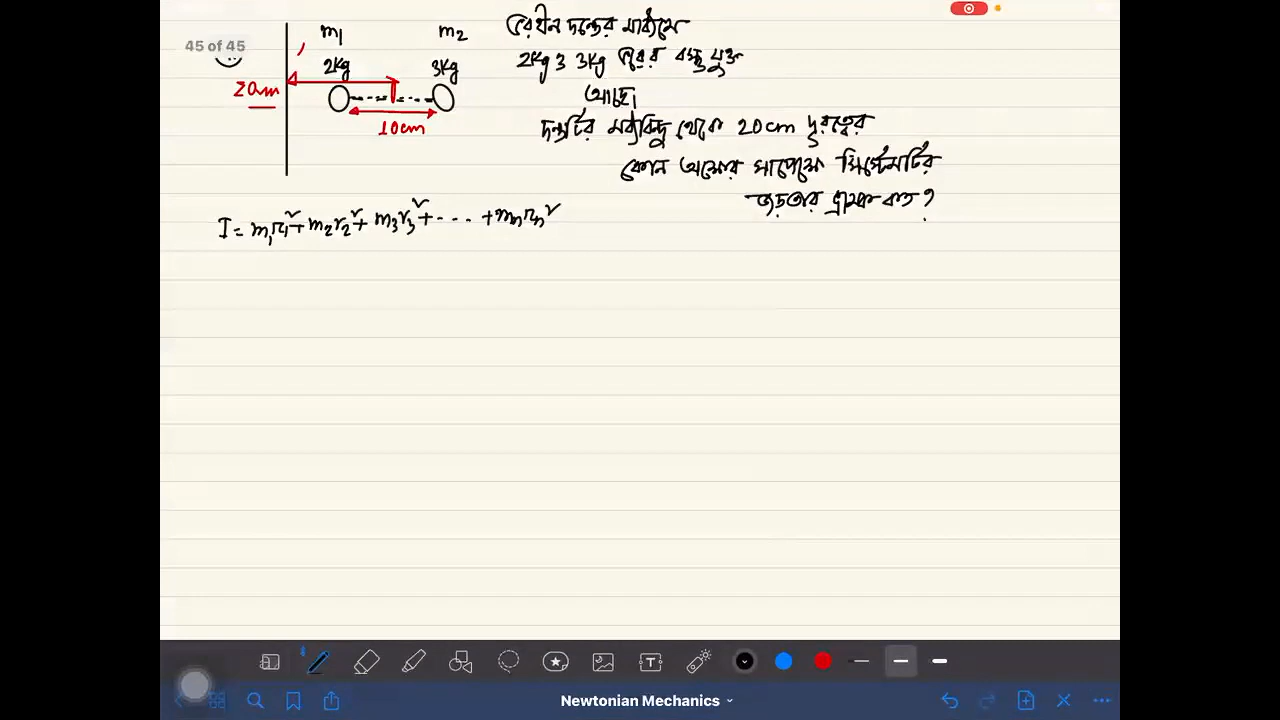 45 of 45
m₁ m₂
2kg 3kg
20cm
10cm
দন্ডের মাধ্যমে
2kg ও 3kg ভরের বস্তু যুক্ত
আছে।
দন্ডটির মধ্যবিন্দু থেকে 20cm দূরত্বের
কোন অক্ষের সাপেক্ষে সিস্টেমটির
জড়তার ভ্রামক কত?
I = m₁r₁² + m₂r₂² + m₃r₃² + ... + mₙrₙ²
Newtonian Mechanics